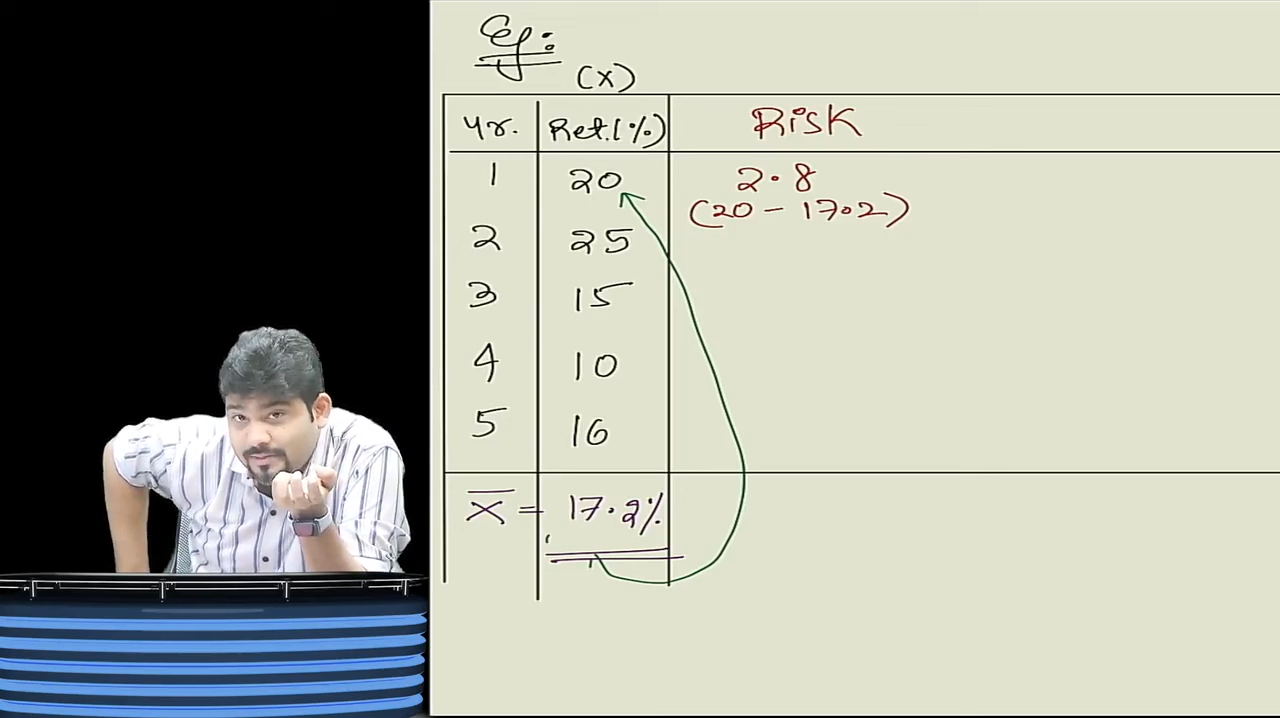 Eg:
(X)
Yr. Ret.(%) Risk
1 20 2.8
(20 - 17.2)
2 25
3 15
4 10
5 16
X̅ = 17.2%